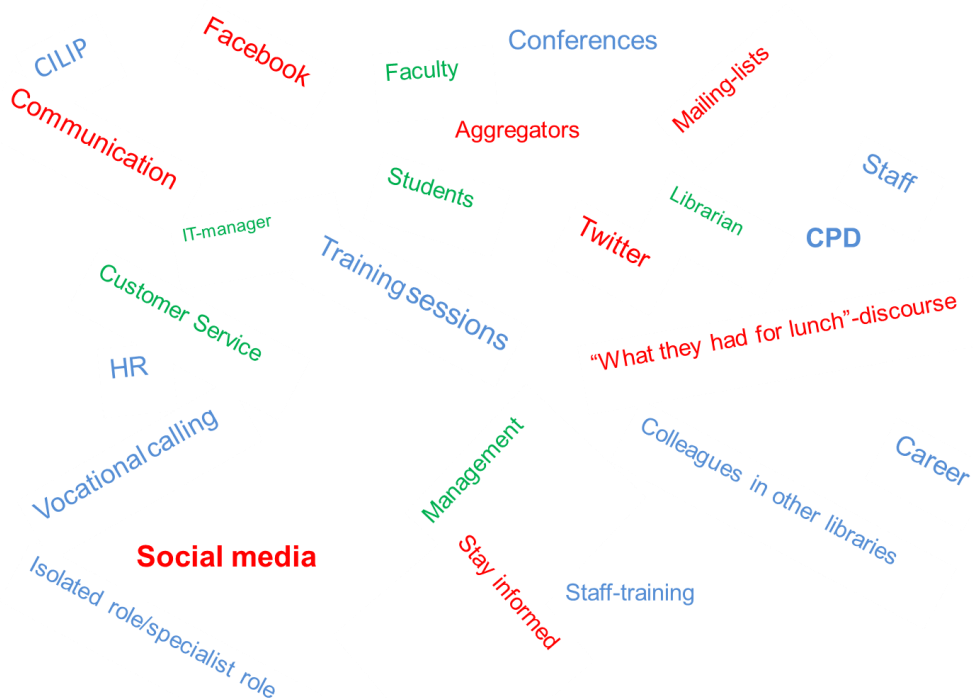 CILIP
Facebook
Conferences
Faculty
Mailing-lists
Communication
Aggregators
Staff
Students
Librarian
IT-manager
Twitter
CPD
Training sessions
Customer Service
“What they had for lunch”-discourse
HR
Vocational calling
Management
Colleagues in other libraries
Career
Social media
Stay informed
Staff-training
Isolated role/specialist role